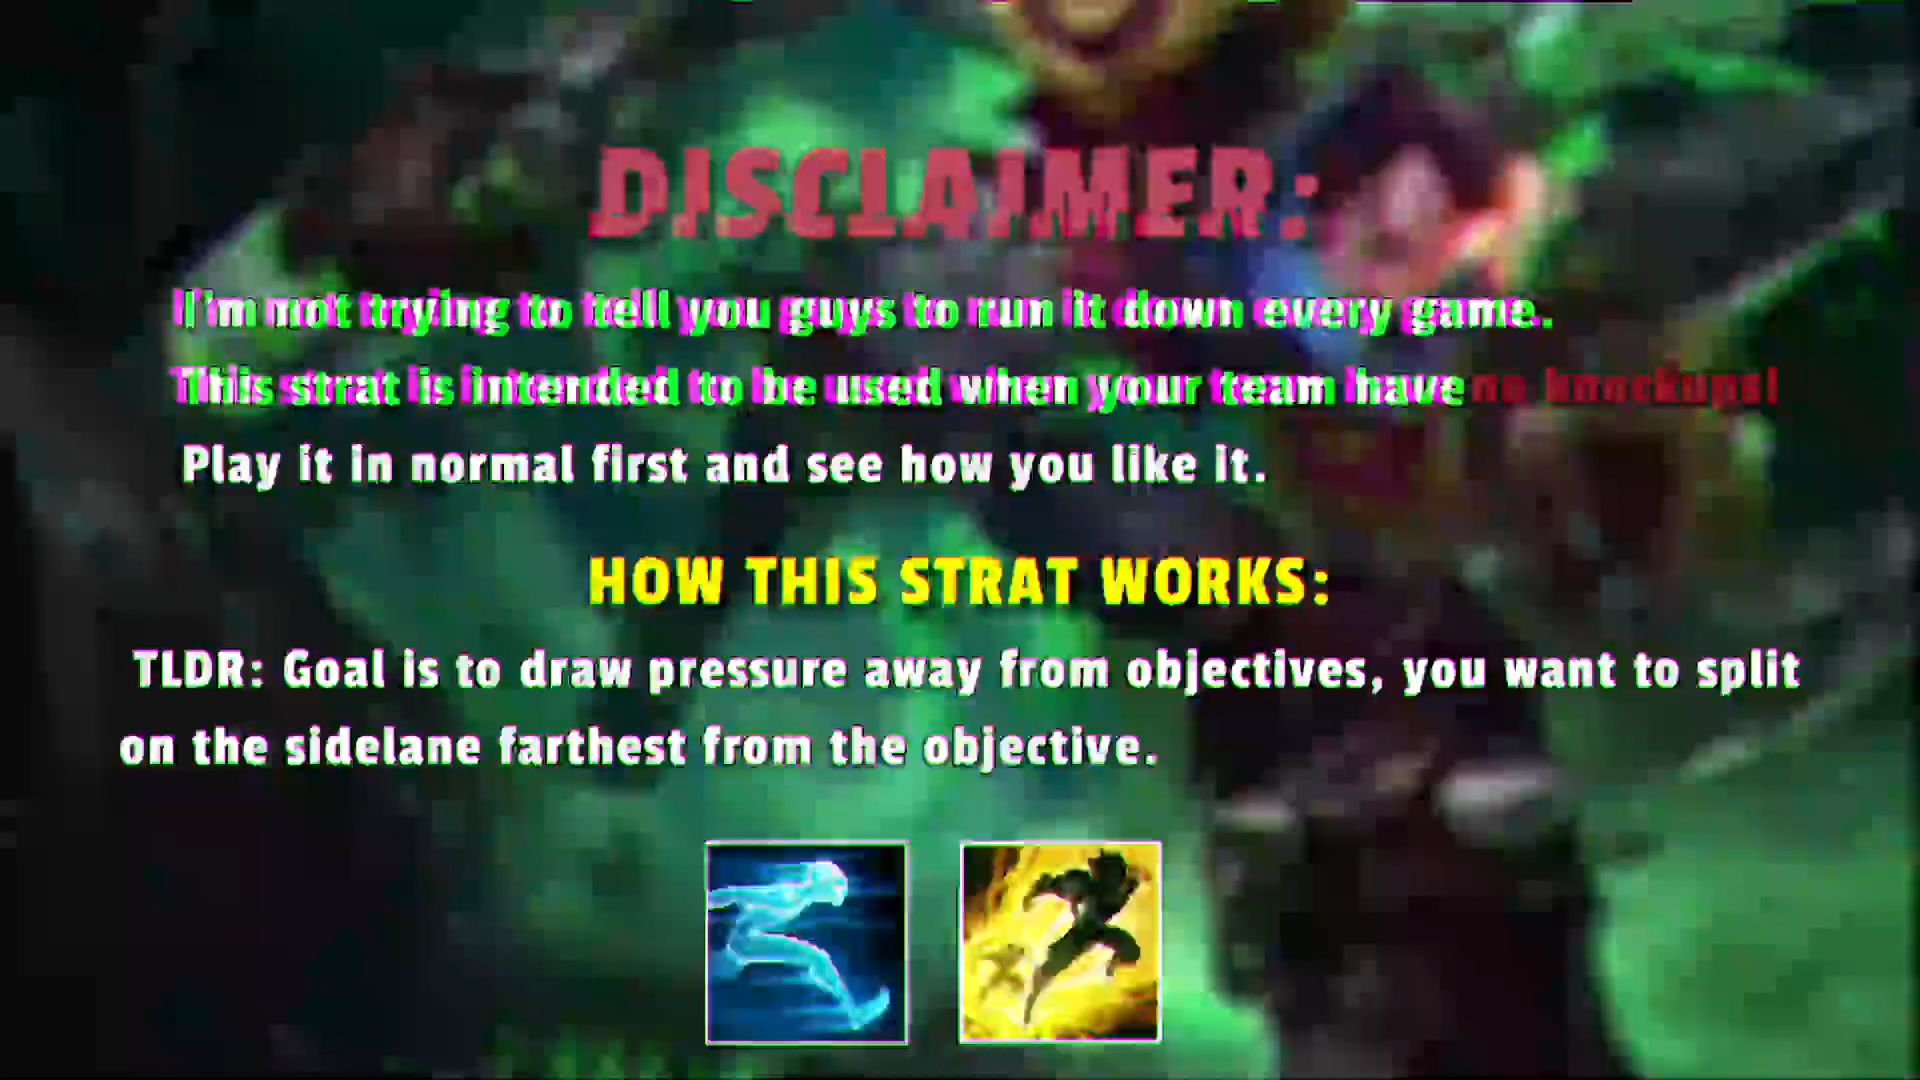 DISCLAIMER:
I'm not trying to tell you guys to run it down every game.
This strat is intended to be used when your team have no knockups!
Play it in normal first and see how you like it.
HOW THIS STRAT WORKS:
TLDR: Goal is to draw pressure away from objectives, you want to split
on the sidelane farthest from the objective.